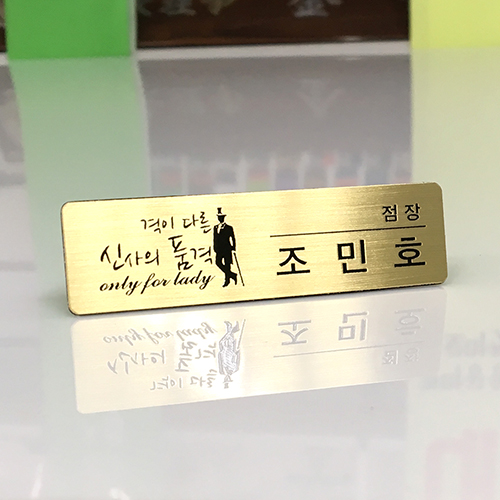 격이 다른
신사의 품격
only for lady
점장
조민호